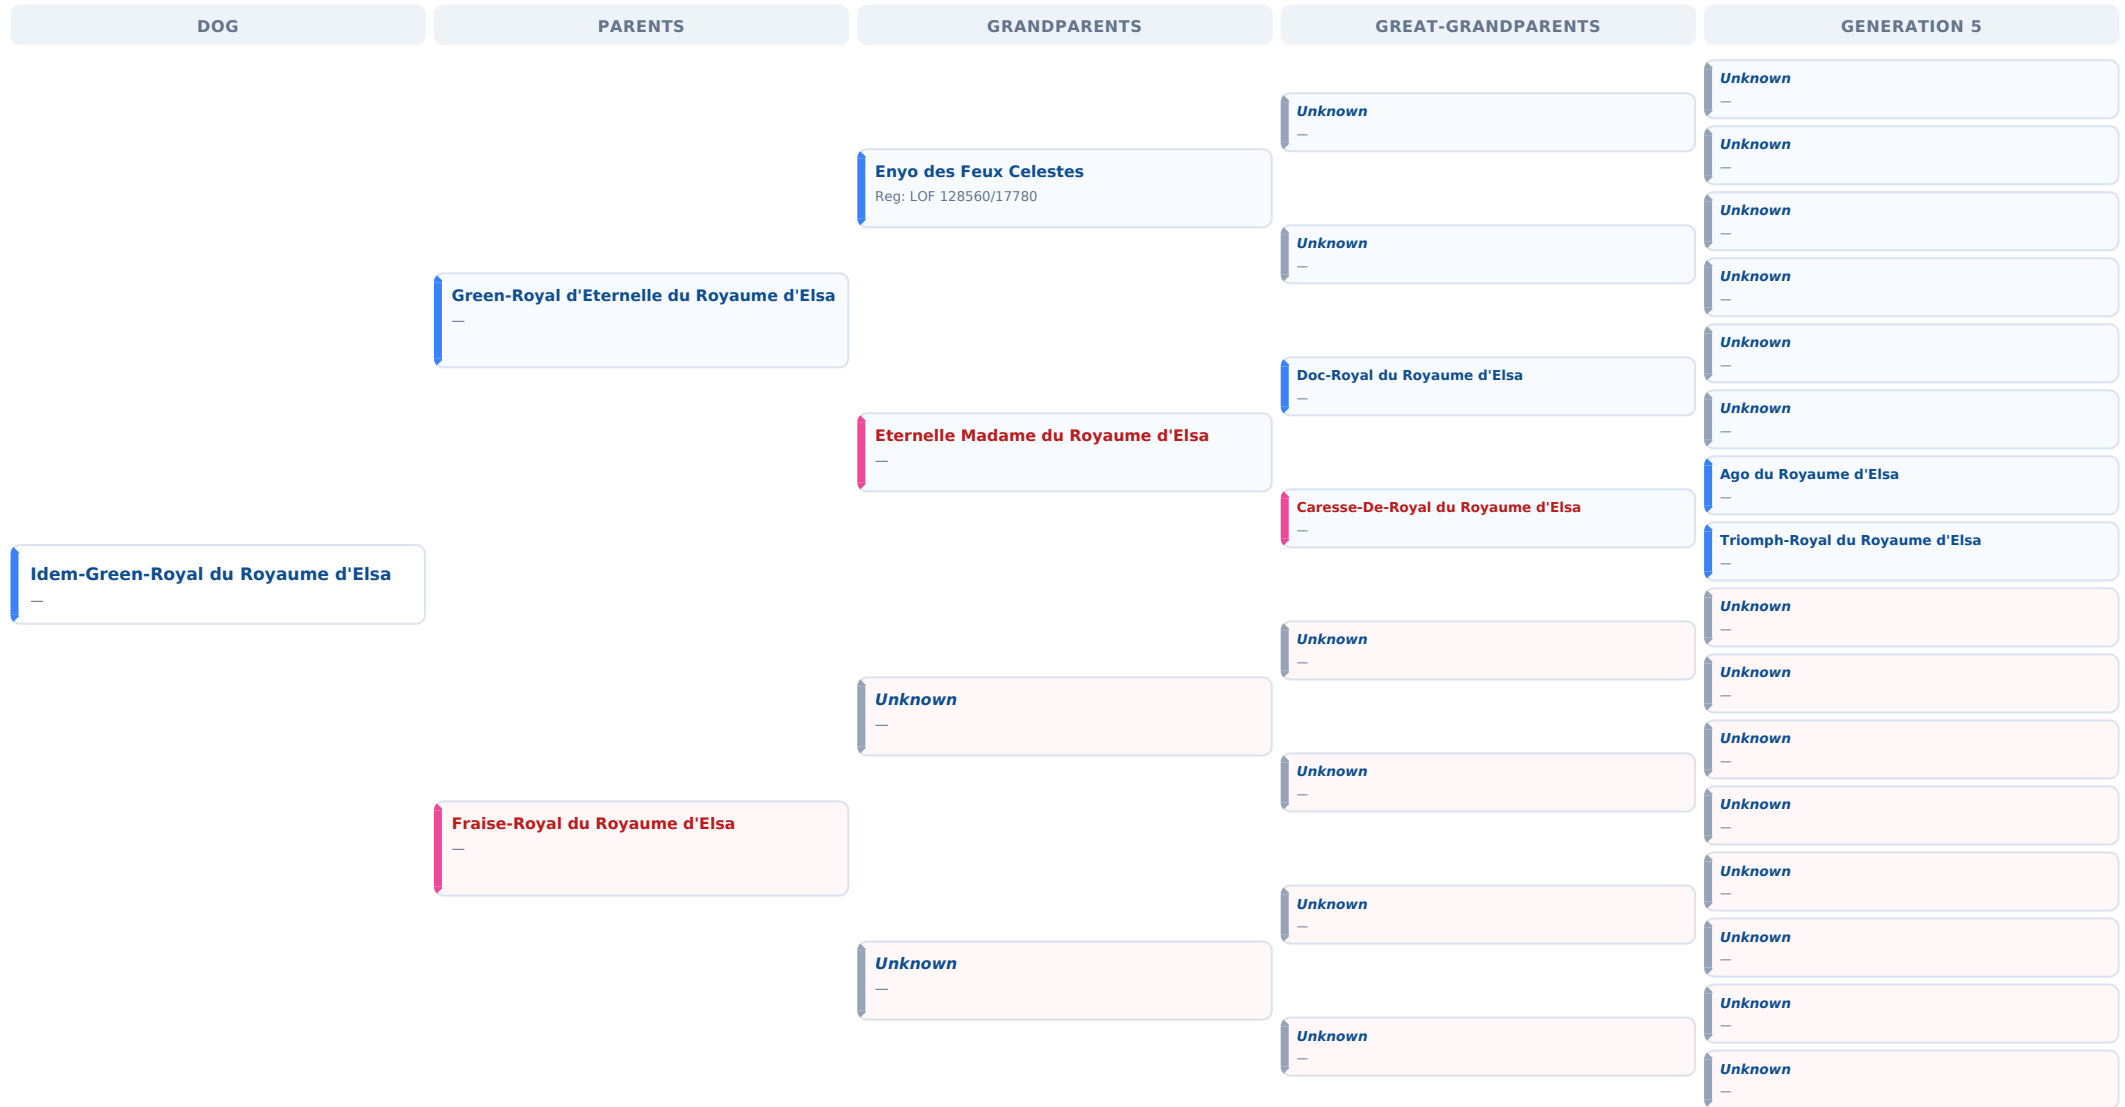 DOG
PARENTS
GRANDPARENTS
GREAT-GRANDPARENTS
GENERATION 5
Idem-Green-Royal du Royaume d'Elsa
—
Green-Royal d'Eternelle du Royaume d'Elsa
—
Fraise-Royal du Royaume d'Elsa
—
Enyo des Feux Celestes
Reg: LOF 128560/17780
Eternelle Madame du Royaume d'Elsa
—
Unknown
—
Unknown
—
Unknown
—
Unknown
—
Doc-Royal du Royaume d'Elsa
—
Caresse-De-Royal du Royaume d'Elsa
—
Unknown
—
Unknown
—
Unknown
—
Unknown
—
Unknown
—
Unknown
—
Unknown
—
Unknown
—
Unknown
—
Unknown
—
Ago du Royaume d'Elsa
—
Triomph-Royal du Royaume d'Elsa
—
Unknown
—
Unknown
—
Unknown
—
Unknown
—
Unknown
—
Unknown
—
Unknown
—
Unknown
—